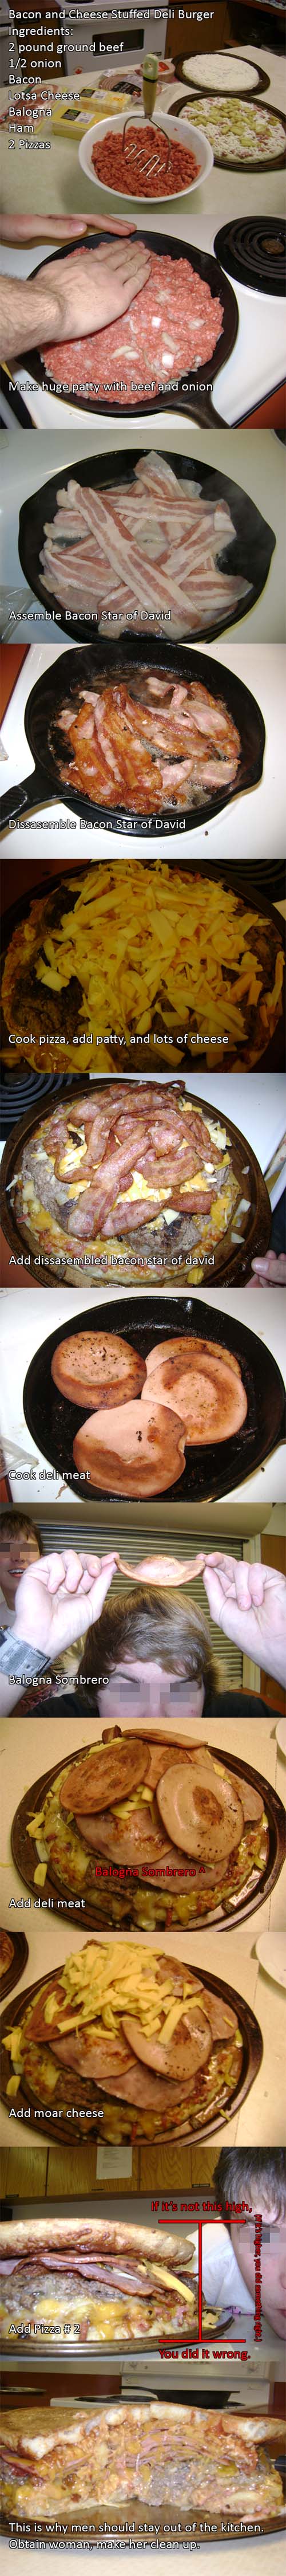 Bacon and Cheese Stuffed Deli Burger
Ingredients:
2 pound ground beef
1/2 onion
Bacon
Lotsa Cheese
Balogna
Ham
2 Pizzas
Make huge patty with beef and onion
Assemble Bacon Star of David
Dissasemble Bacon Star of David
Cook pizza, add patty, and lots of cheese
Add dissasembled bacon star of david
Cook deli meat
Balogna Sombrero
Balogna Sombrero ^
Add deli meat
Add moar cheese
If it's not this high,
Add Pizza # 2
You did it wrong.
This is why men should stay out of the kitchen.
Obtain woman, make her clean up.